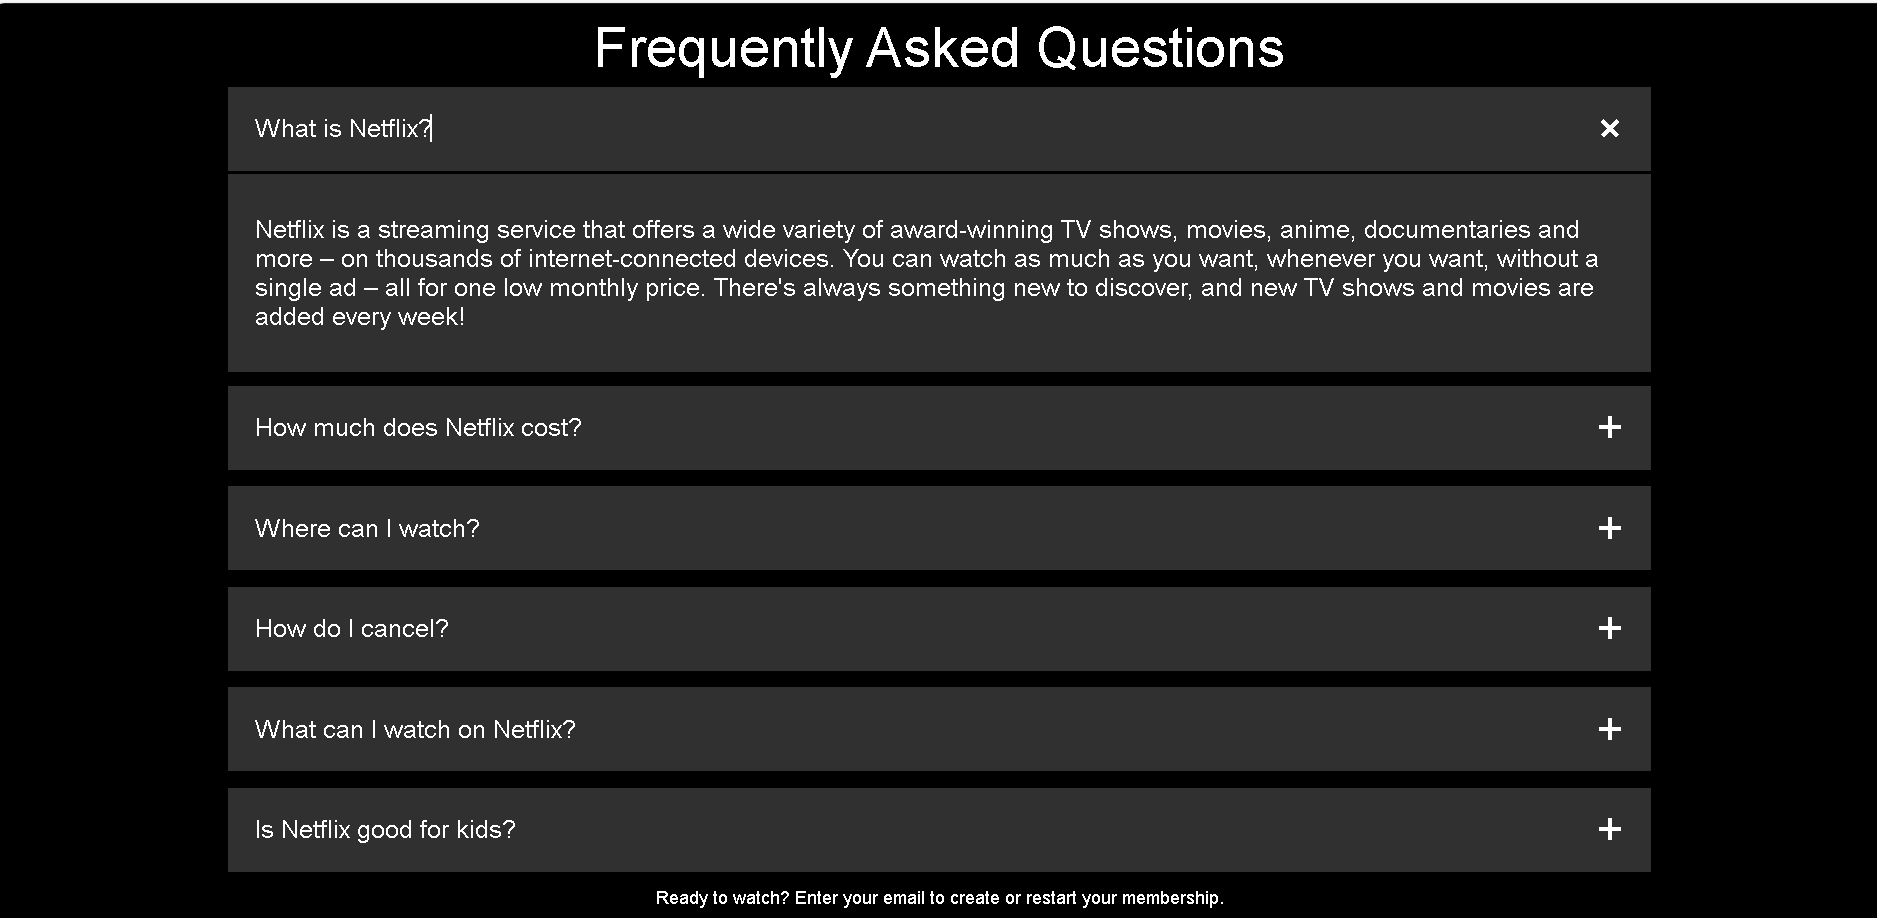 Frequently Asked Questions
What is Netflix?
Netflix is a streaming service that offers a wide variety of award-winning TV shows, movies, anime, documentaries and
more – on thousands of internet-connected devices. You can watch as much as you want, whenever you want, without a
single ad – all for one low monthly price. There's always something new to discover, and new TV shows and movies are
added every week!
How much does Netflix cost?
Where can I watch?
How do I cancel?
What can I watch on Netflix?
Is Netflix good for kids?
Ready to watch? Enter your email to create or restart your membership.